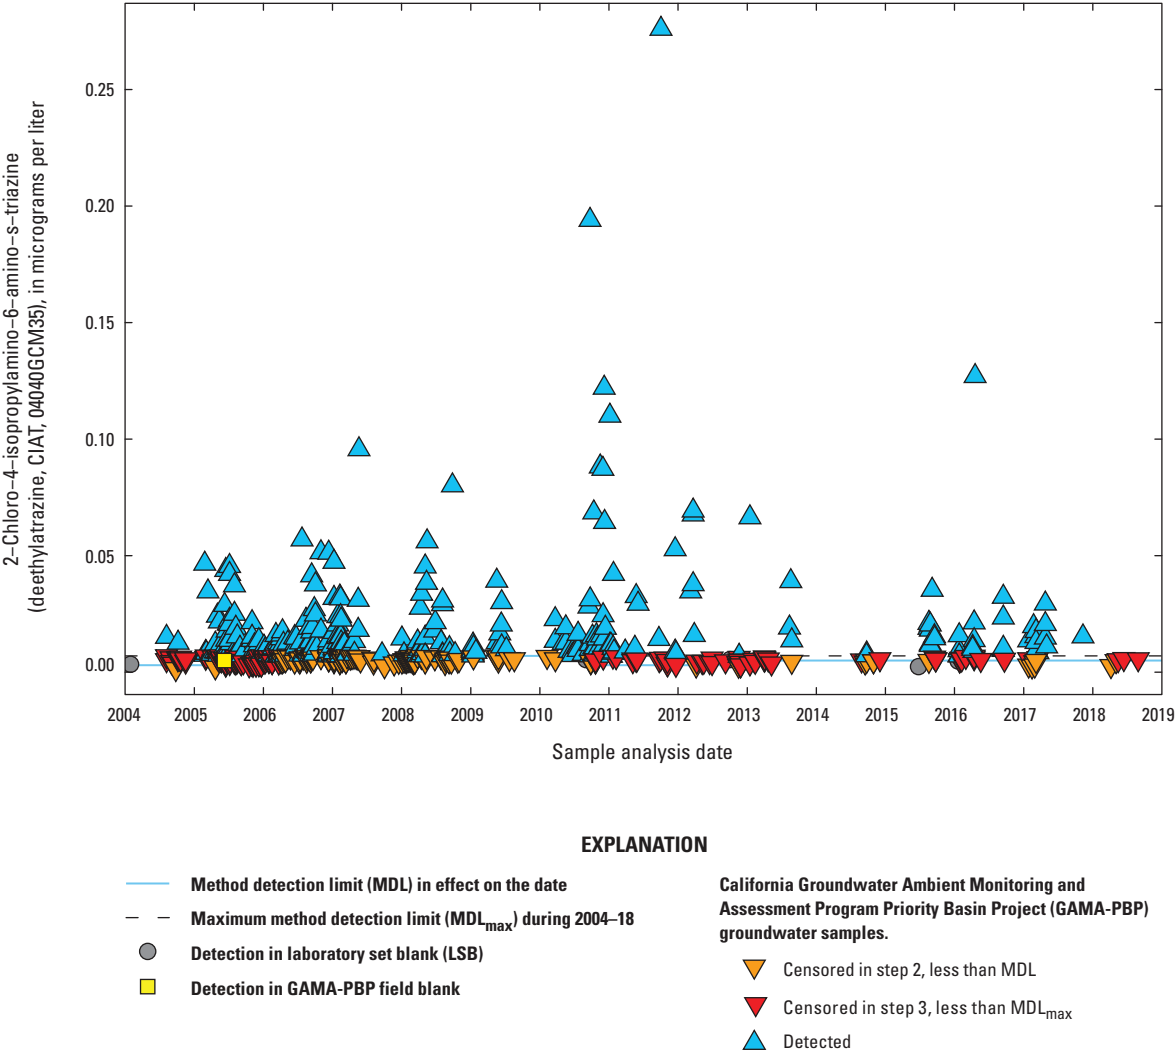 2–Chloro–4–isopropylamino–6–amino–s–triazine
(deethylatrazine, CIAT, 04040GCM35), in micrograms per liter
0.25
0.20
0.15
0.10
0.05
0.00
2004 2005 2006 2007 2008 2009 2010 2011 2012 2013 2014 2015 2016 2017 2018 2019
Sample analysis date
EXPLANATION
Method detection limit (MDL) in effect on the date
Maximum method detection limit (MDLmax) during 2004–18
Detection in laboratory set blank (LSB)
Detection in GAMA-PBP field blank
California Groundwater Ambient Monitoring and
Assessment Program Priority Basin Project (GAMA-PBP)
groundwater samples.
Censored in step 2, less than MDL
Censored in step 3, less than MDLmax
Detected